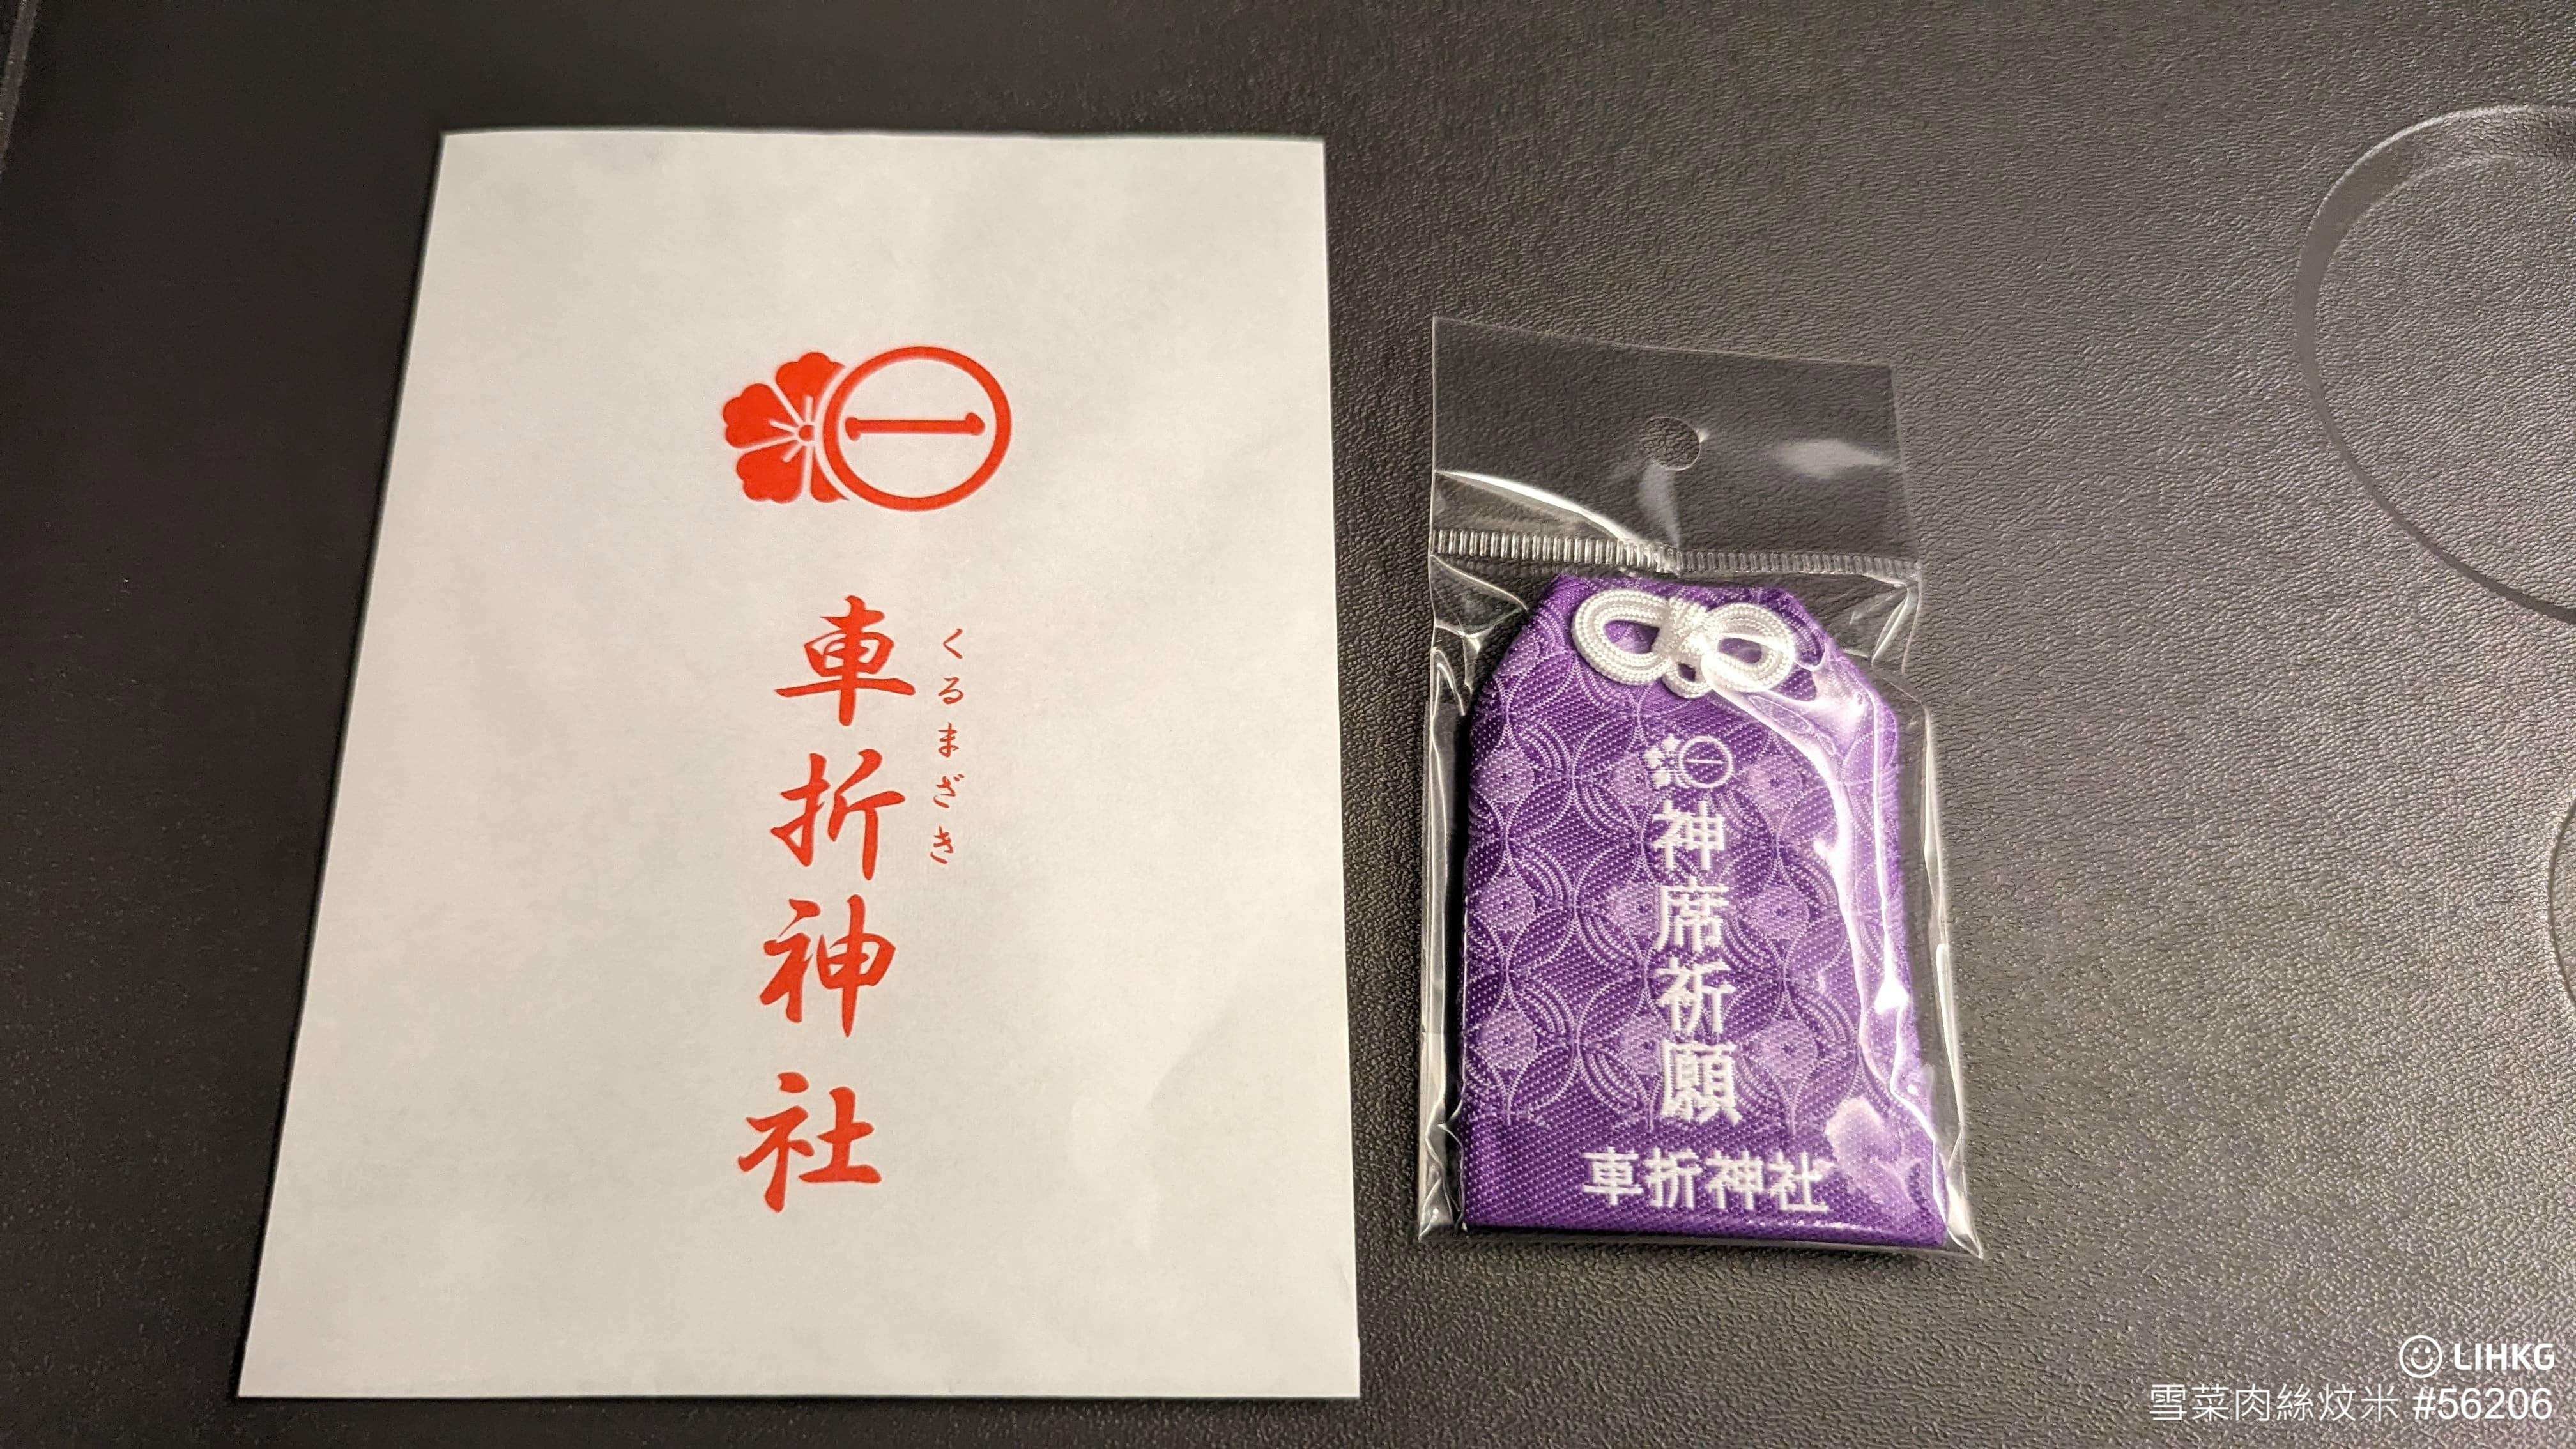 一
車折神社
くるまざき
一
神席祈願
車折神社
LIHKG
雪菜肉絲炆米 #56206